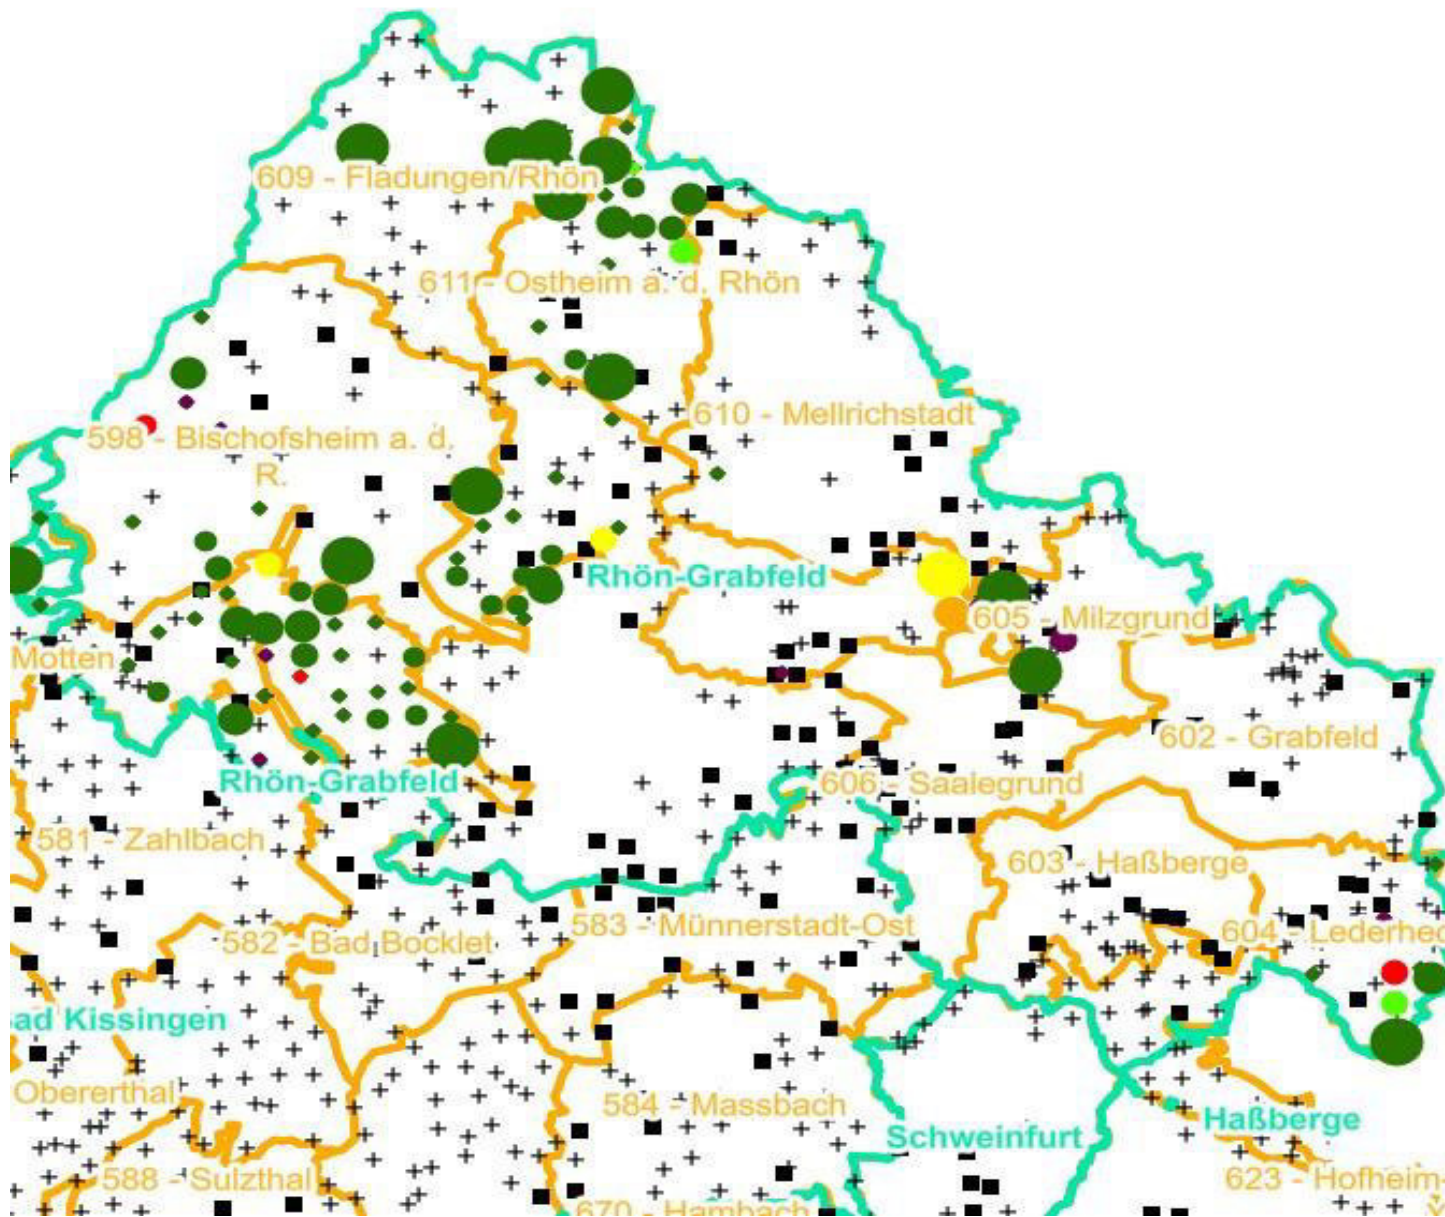 609 - Fladungen/Rhön
611 - Ostheim a. d. Rhön
610 - Mellrichstadt
598 - Bischofsheim a. d.
R.
Rhön-Grabfeld
605 - Milzgrund
Motten
602 - Grabfeld
Rhön-Grabfeld
606 - Saalegrund
581 - Zahlbach
603 - Haßberge
583 - Münnerstadt-Ost
604 - Lederhec
582 - Bad Bocklet
ad Kissingen
Obererthal
584 - Massbach
Haßberge
Schweinfurt
588 - Sulzthal
623 - Hofheim-
670 - Hambach